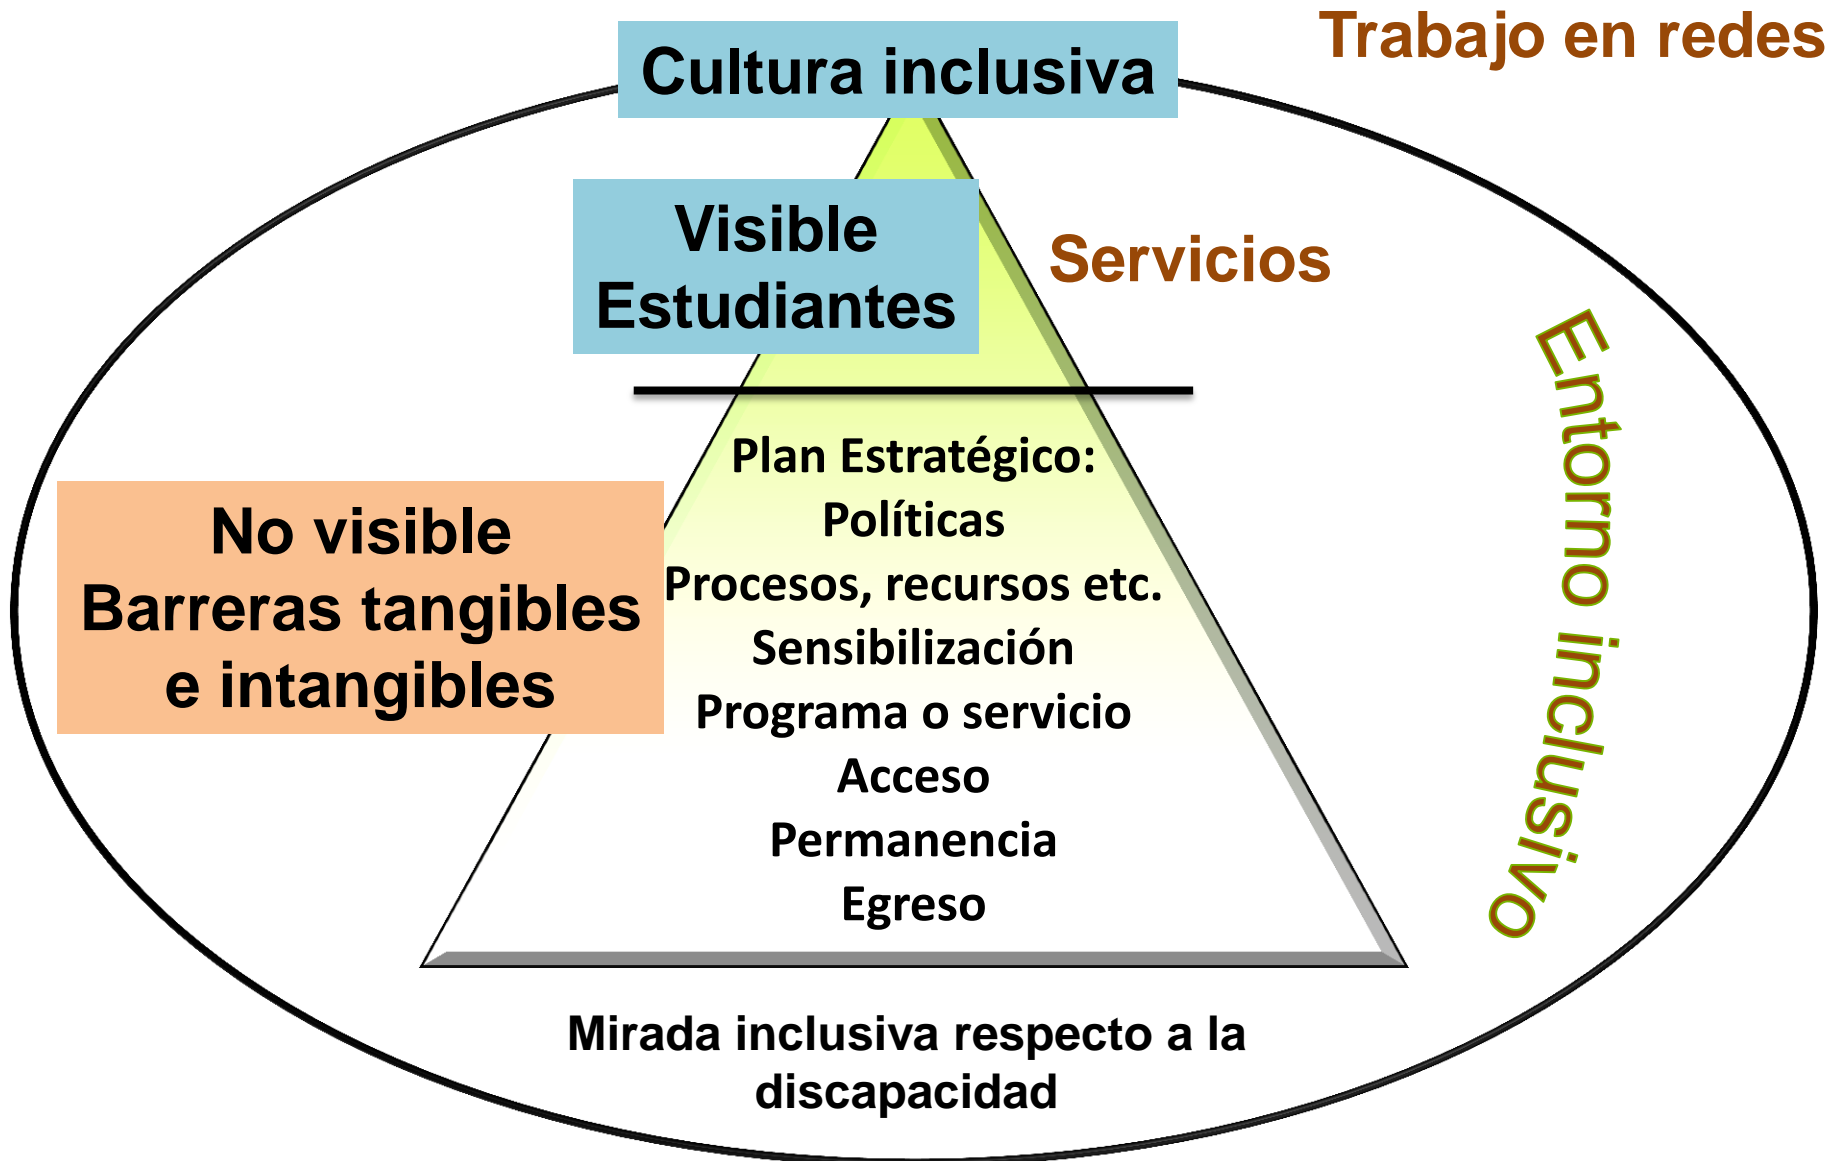 Trabajo en redes
Cultura inclusiva
Visible
Estudiantes
Servicios
Entorno inclusivo
No visible
Barreras tangibles
e intangibles
Plan Estratégico:
Políticas
Procesos, recursos etc.
Sensibilización
Programa o servicio
Acceso
Permanencia
Egreso
Mirada inclusiva respecto a la
discapacidad